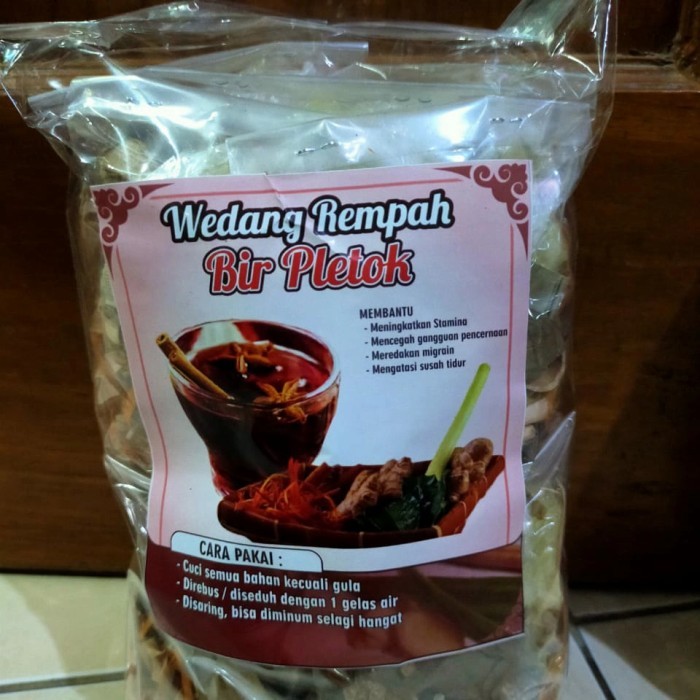 Wedang Rempah
Bir Pletok
MEMBANTU
- Meningkatkan Stamina
- Mencegah gangguan pencernaan
- Meredakan migrain
- Mengatasi susah tidur
CARA PAKAI :
- Cuci semua bahan kecuali gula
- Direbus / diseduh dengan 1 gelas air
- Disaring, bisa diminum selagi hangat